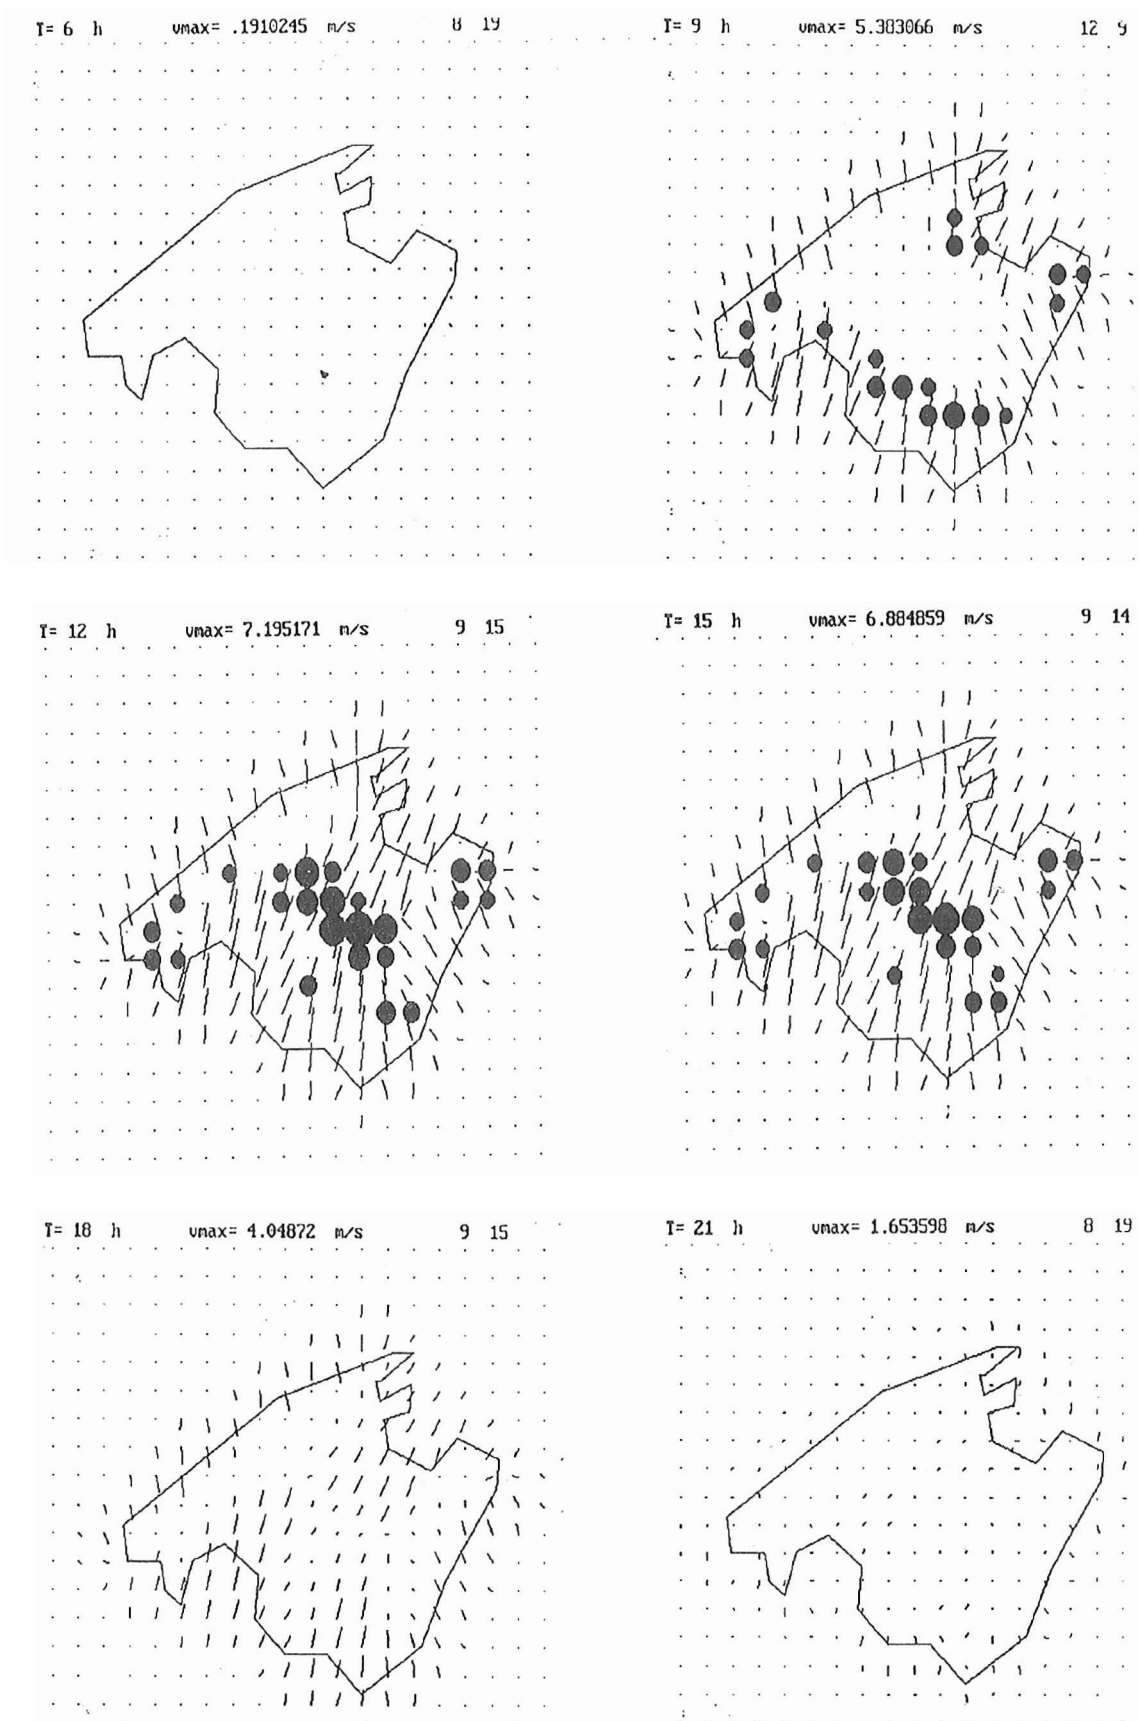 T= 6 h vmax= .1910245 m/s 8 19
T= 9 h vmax= 5.383066 m/s 12 9
T= 12 h vmax= 7.195171 m/s 9 15
T= 15 h vmax= 6.884859 m/s 9 14
T= 18 h vmax= 4.04872 m/s 9 15
T= 21 h vmax= 1.653598 m/s 8 19